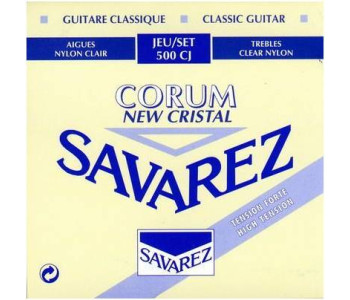 GUITARE CLASSIQUE CLASSIC GUITAR
AIGUES JEU/SET TREBLES
NYLON CLAIR 500 CJ CLEAR NYLON
CORUM
NEW CRISTAL
SAVAREZ
TENSION FORTE
HIGH TENSION
SAVAREZ